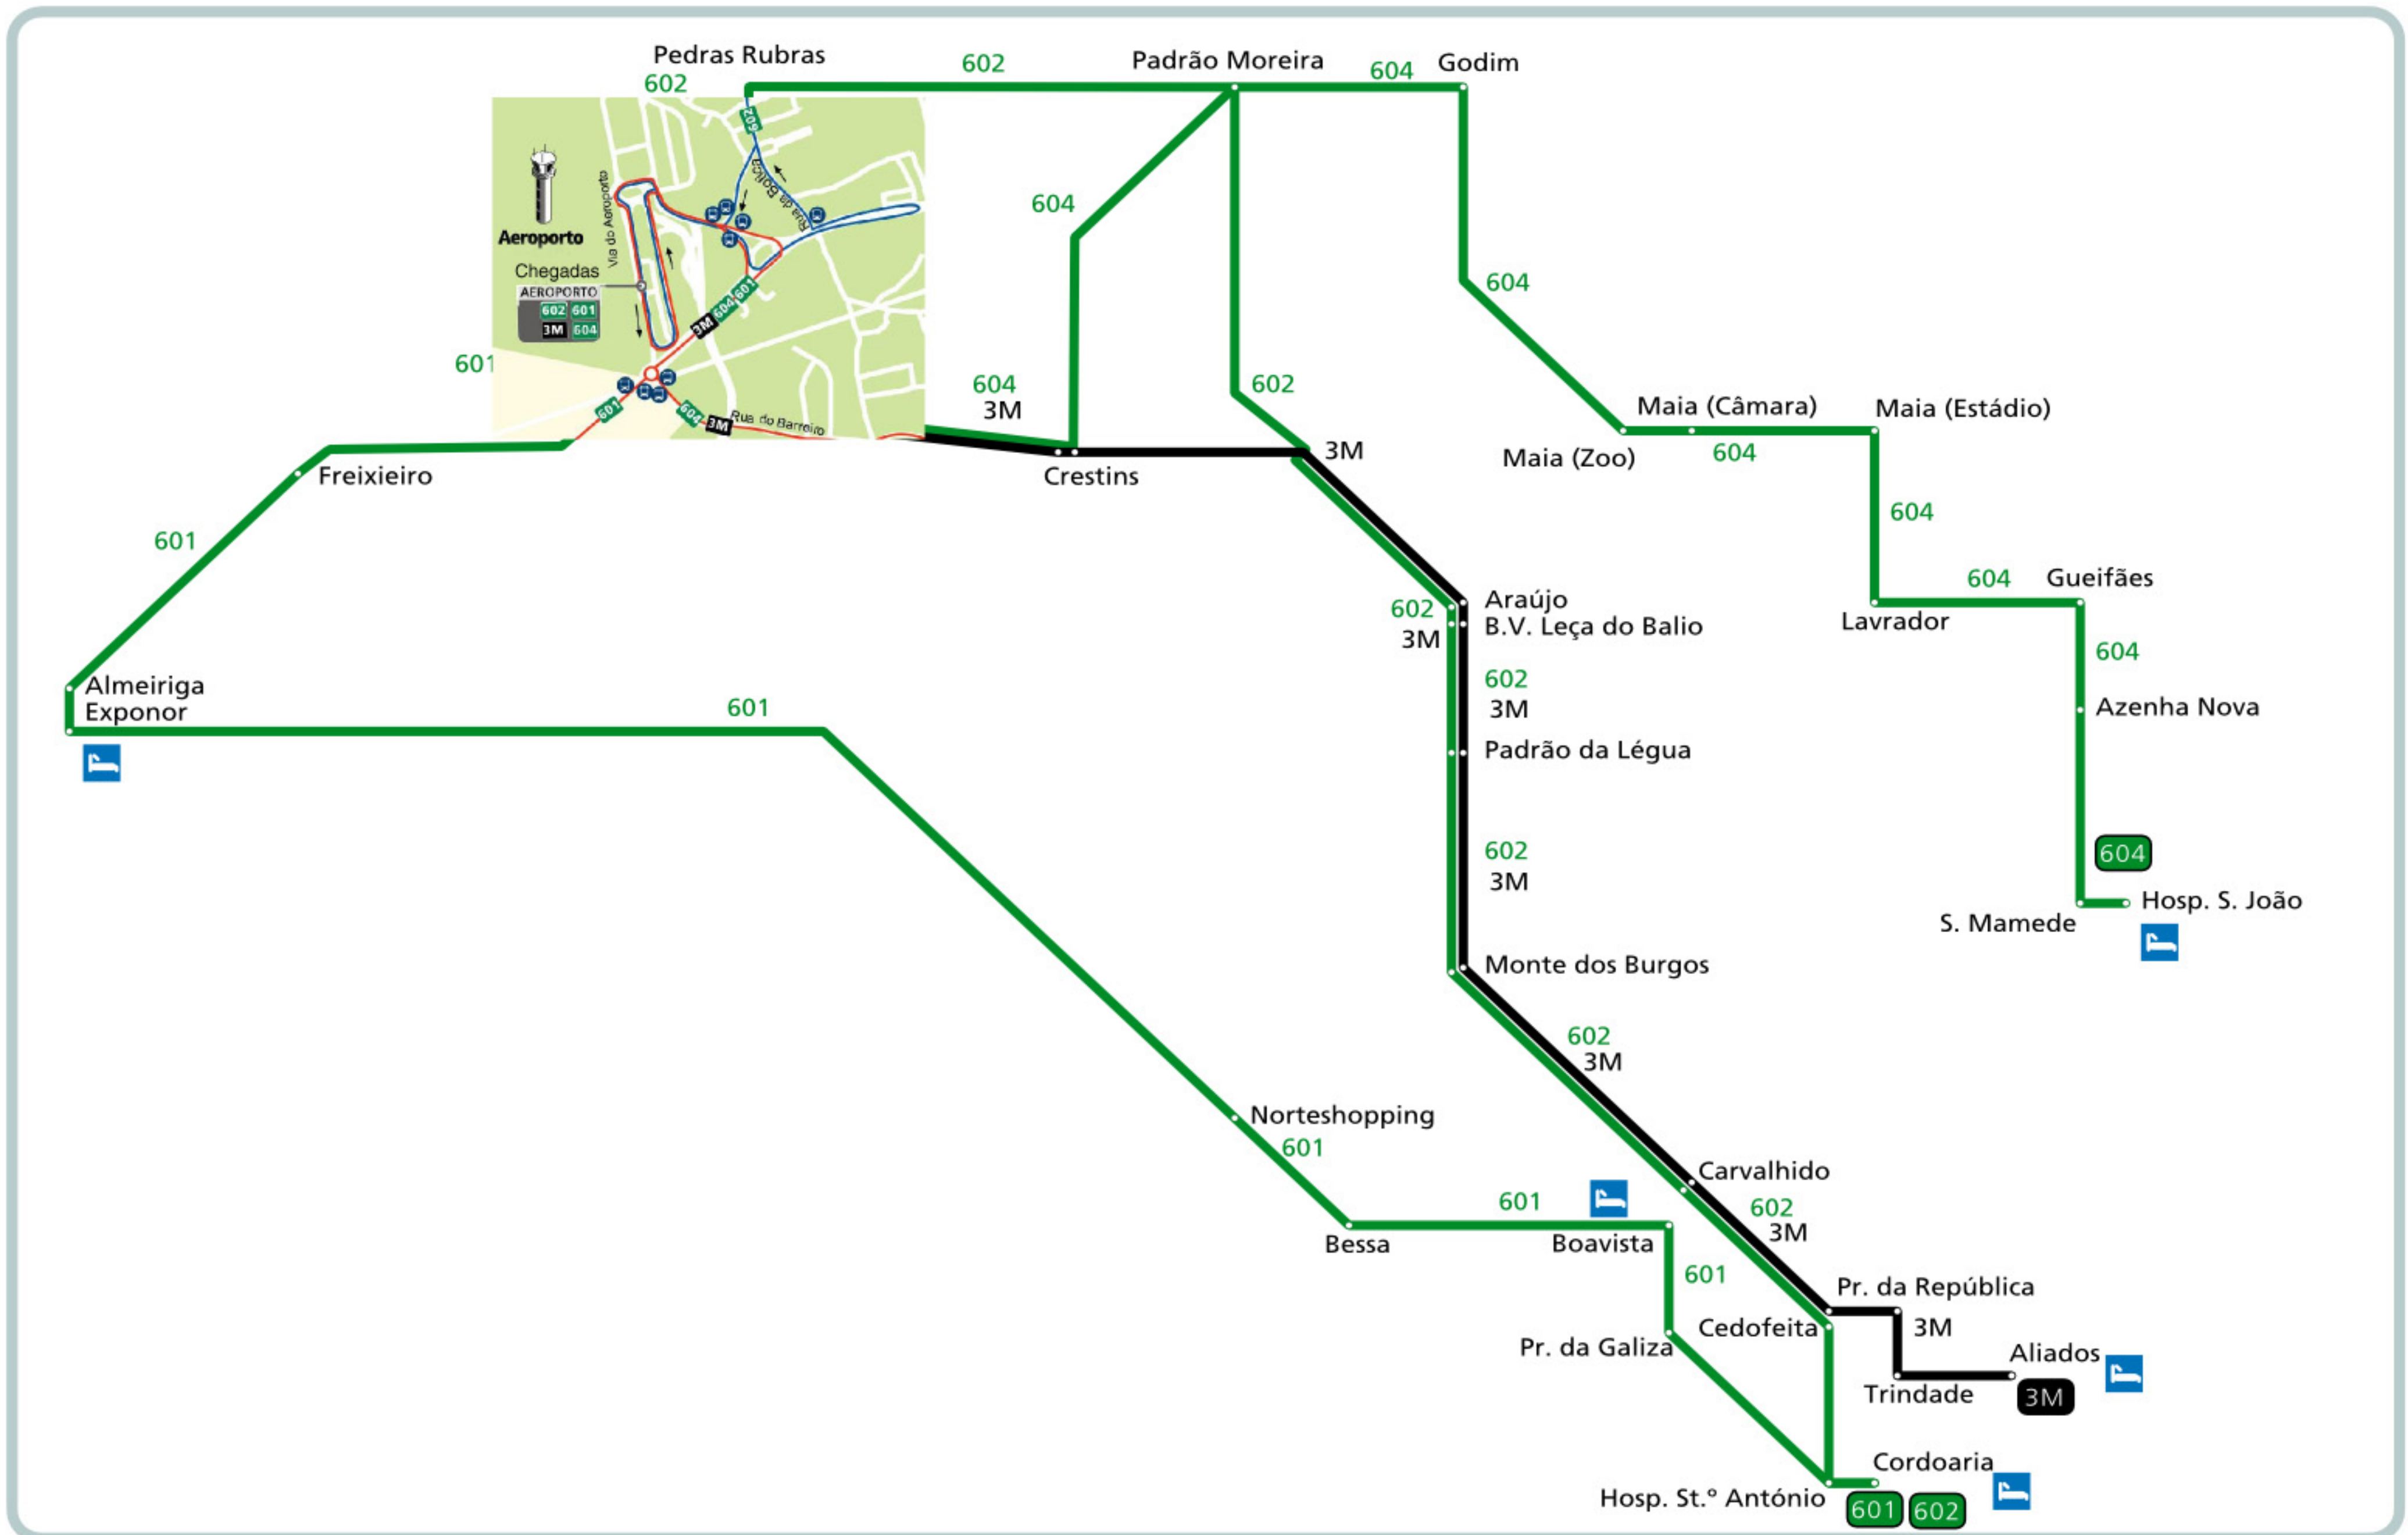 Pedras Rubras
602
602
Padrão Moreira
604
Godim
602
Rua da Botica
Via do Aeroporto
604
Aeroporto
Chegadas
AEROPORTO
602 601
3M 604
604
3M 604 601
601
604
3M
602
601
604
3M
Rua do Barreiro
3M
Crestins
Freixieiro
Maia (Câmara)
Maia (Estádio)
Maia (Zoo)
604
604
601
Araújo
602
B.V. Leça do Balio
3M
604
Gueifães
Lavrador
604
602
3M
Azenha Nova
Almeiriga
Exponor
601
Padrão da Légua
602
3M
604
Hosp. S. João
S. Mamede
Monte dos Burgos
602
3M
Norteshopping
601
Carvalhido
602
3M
601
Bessa
Boavista
601
Pr. da República
Cedofeita
3M
Pr. da Galiza
Aliados
Trindade
3M
Cordoaria
Hosp. St.º António
601 602